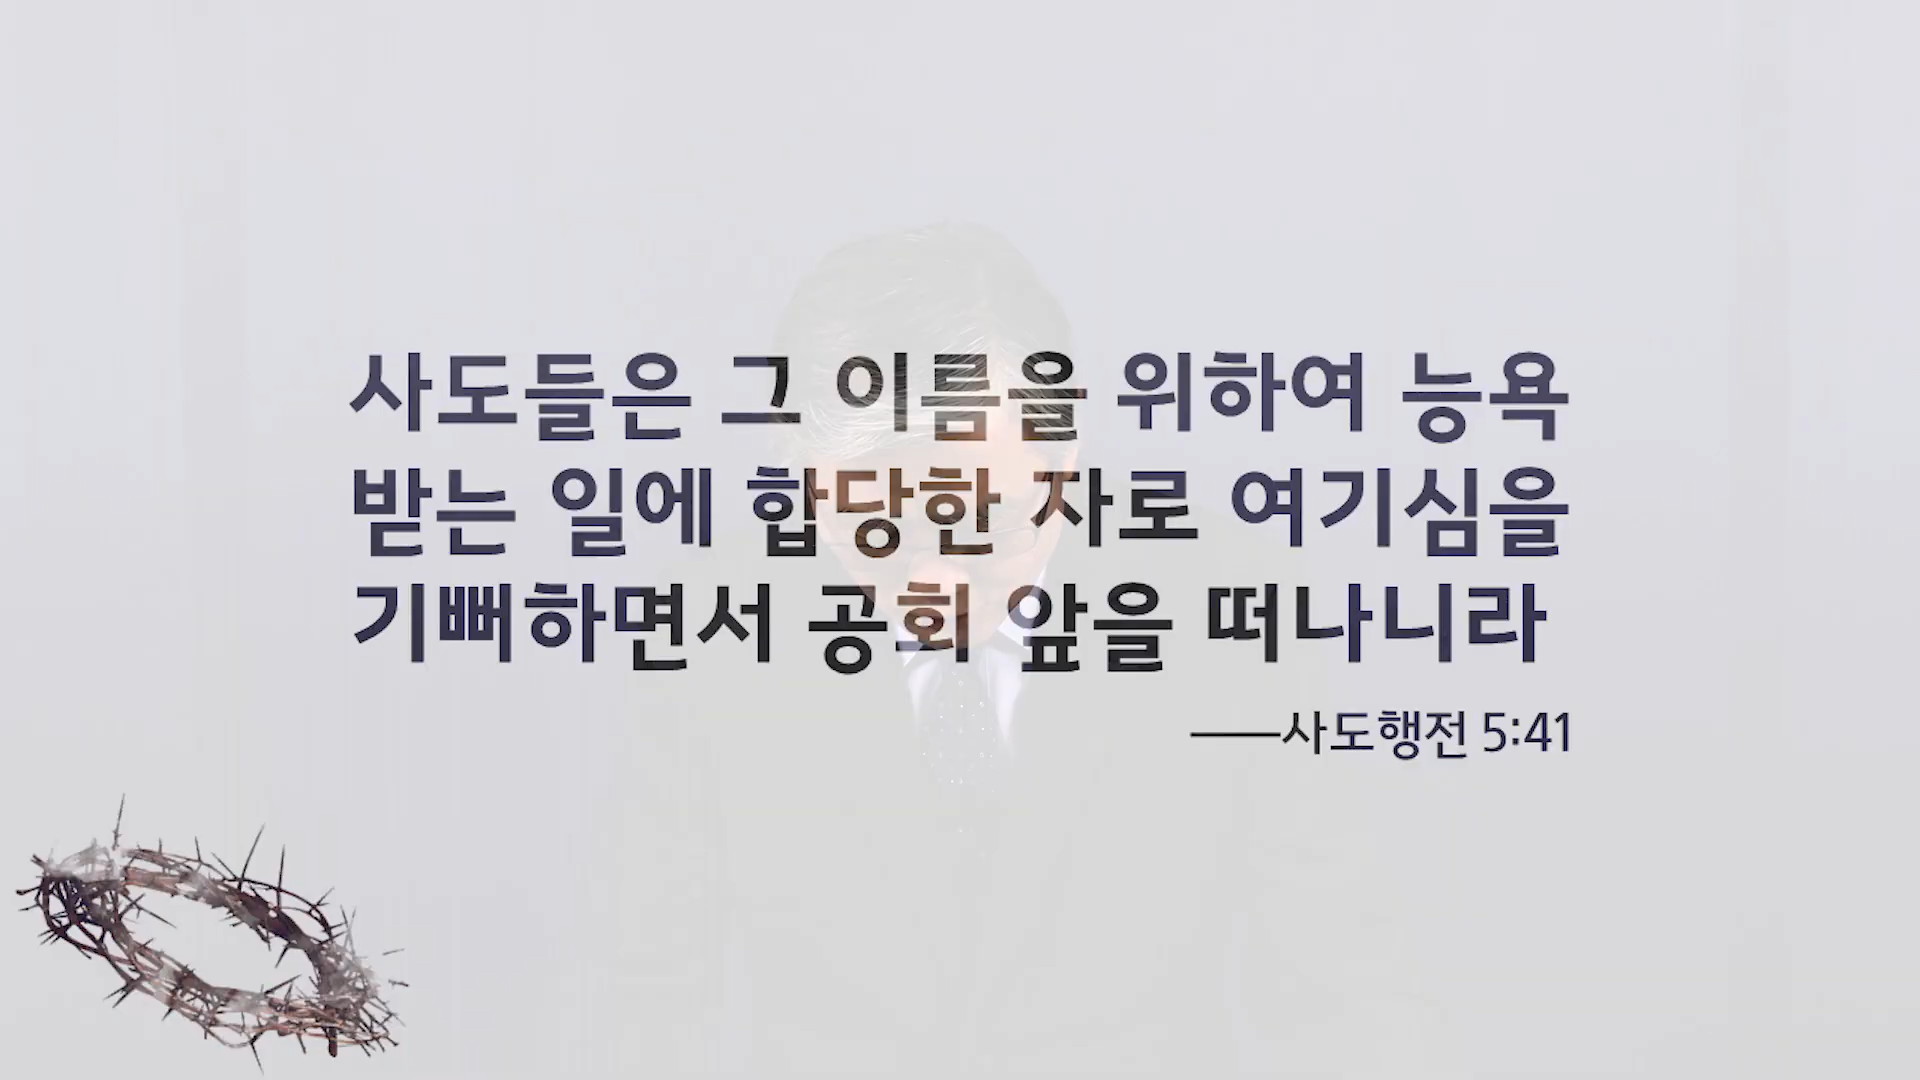 사도들은 그 이름을 위하여 능욕
받는 일에 합당한 자로 여기심을
기뻐하면서 공회 앞을 떠나니라
——사도행전 5:41